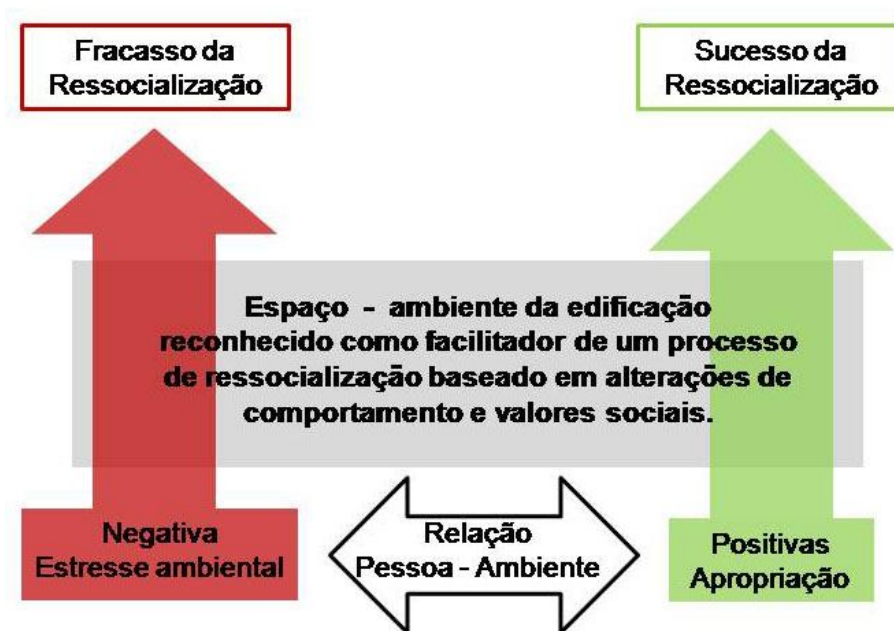 Fracasso da
Ressocialização
Sucesso da
Ressocialização
Espaço - ambiente da edificação
reconhecido como facilitador de um processo
de ressocialização baseado em alterações de
comportamento e valores sociais.
Negativa
Estresse ambiental
Relação
Pessoa - Ambiente
Positivas
Apropriação